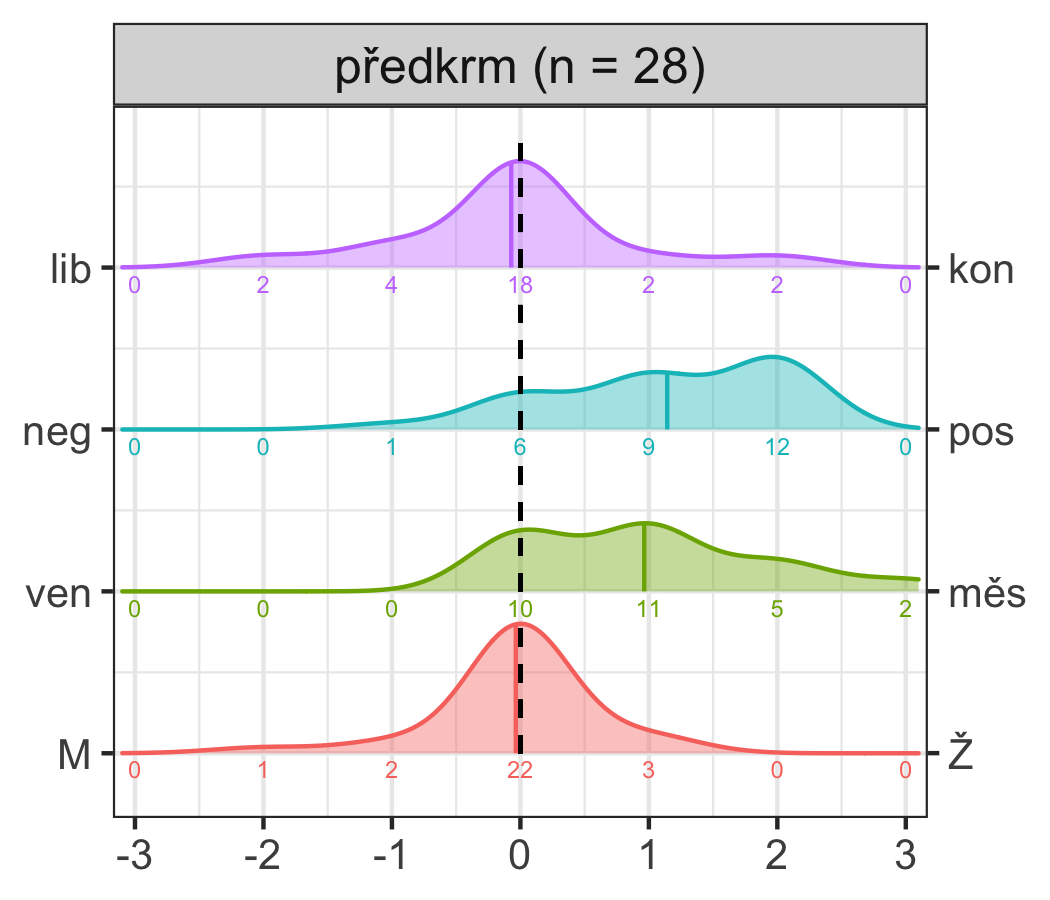 předkrm (n = 28)
lib kon
0 2 4 18 2 2 0
neg pos
0 0 1 6 9 12 0
ven měs
0 0 0 10 11 5 2
M Ž
0 1 2 22 3 0 0
-3 -2 -1 0 1 2 3